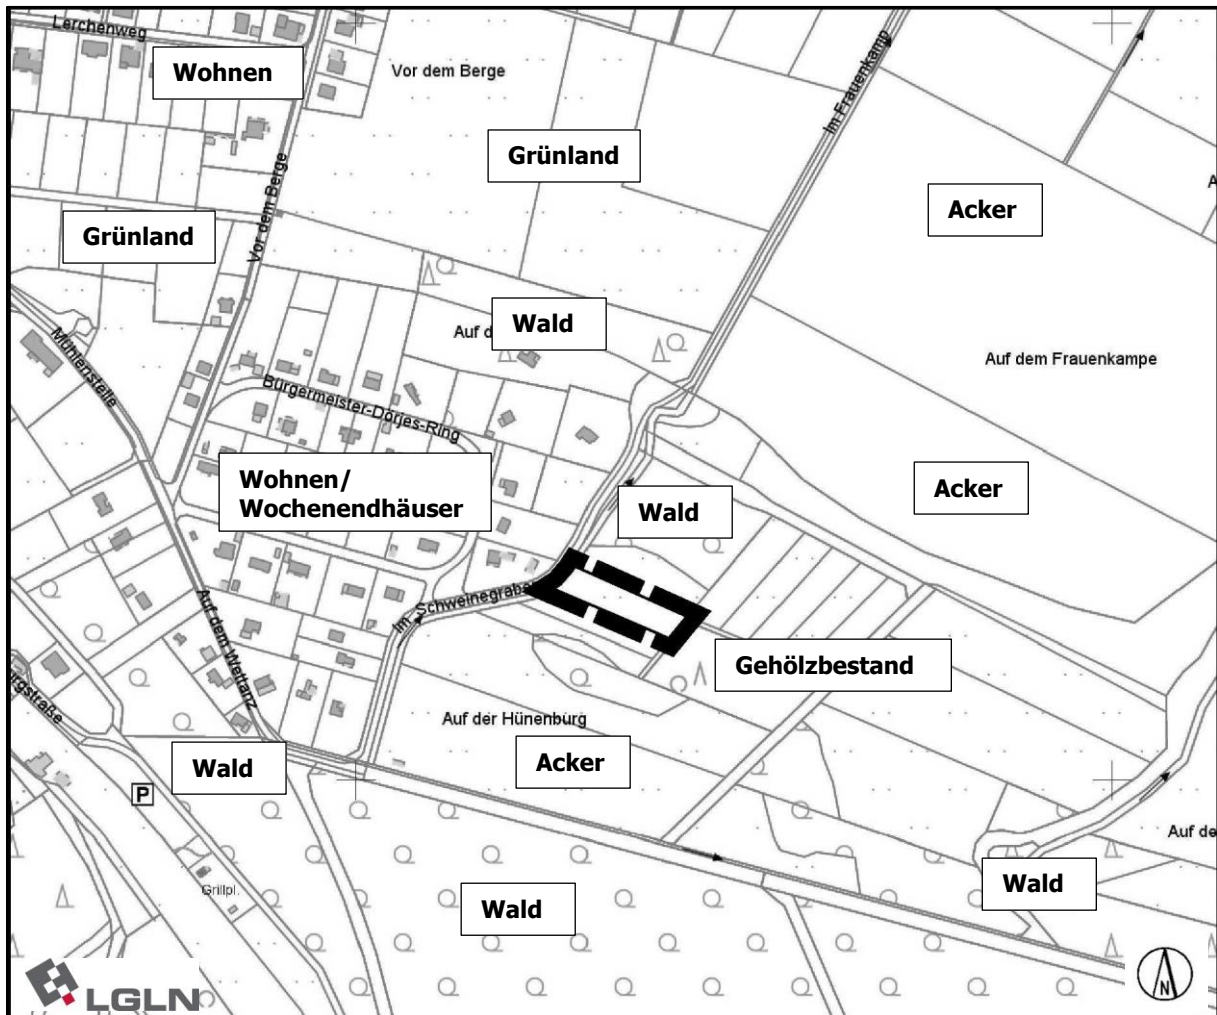 Lerchenweg
Wohnen
Vor dem Berge
Im Frauenkamp
Grünland
Acker
Vor dem Berge
Grünland
Wald
Auf d
Mühlenstelle
Auf dem Frauenkampe
Bürgermeister-Dörjes-Ring
Wohnen/
Wochenendhäuser
Acker
Wald
Im Schweinegrabe
Auf dem Wettanz
Gehölzbestand
rgstraße
Auf der Hünenburg
Wald
Acker
P
Auf de
Grillpl.
Wald
Wald
LGLN
N